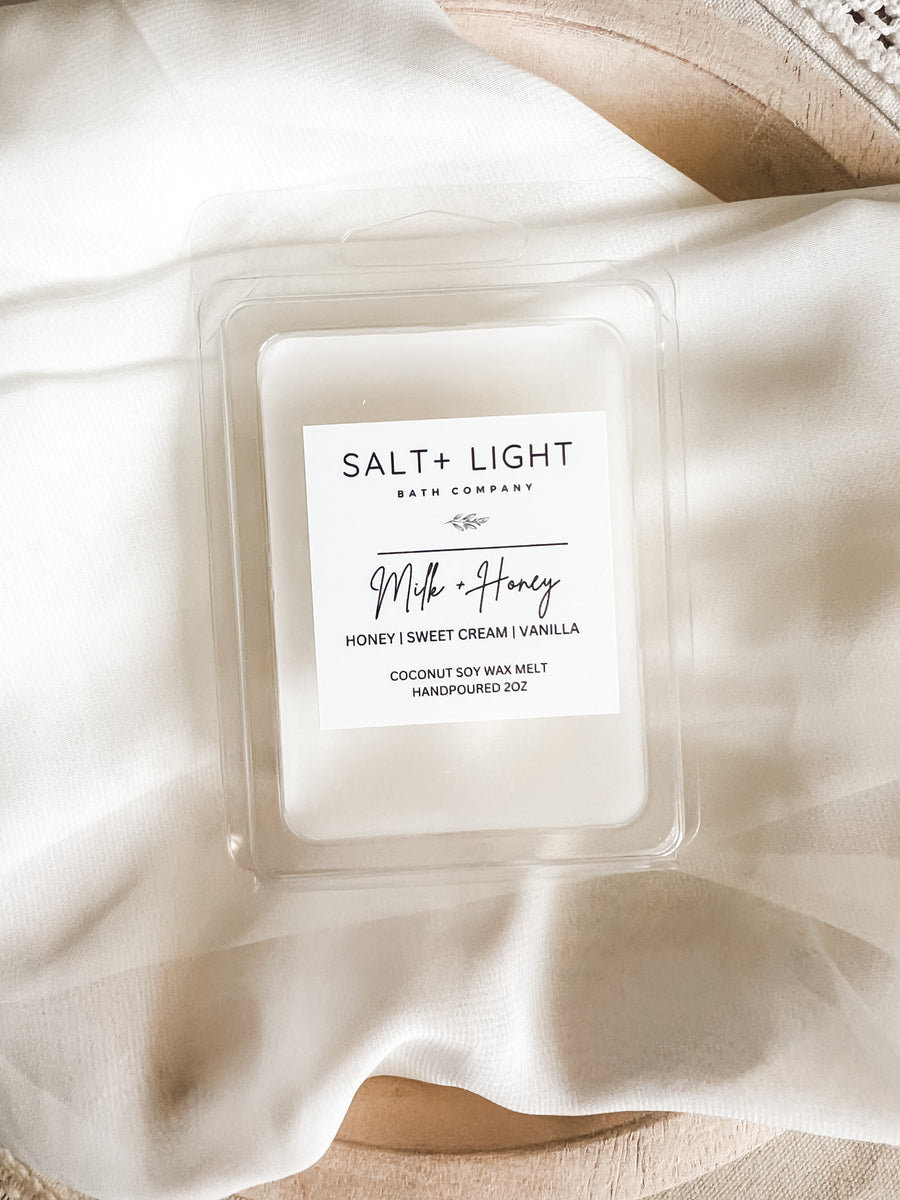 SALT+ LIGHT
BATH COMPANY
Milk + Honey
HONEY | SWEET CREAM | VANILLA
COCONUT SOY WAX MELT
HANDPOURED 2OZ